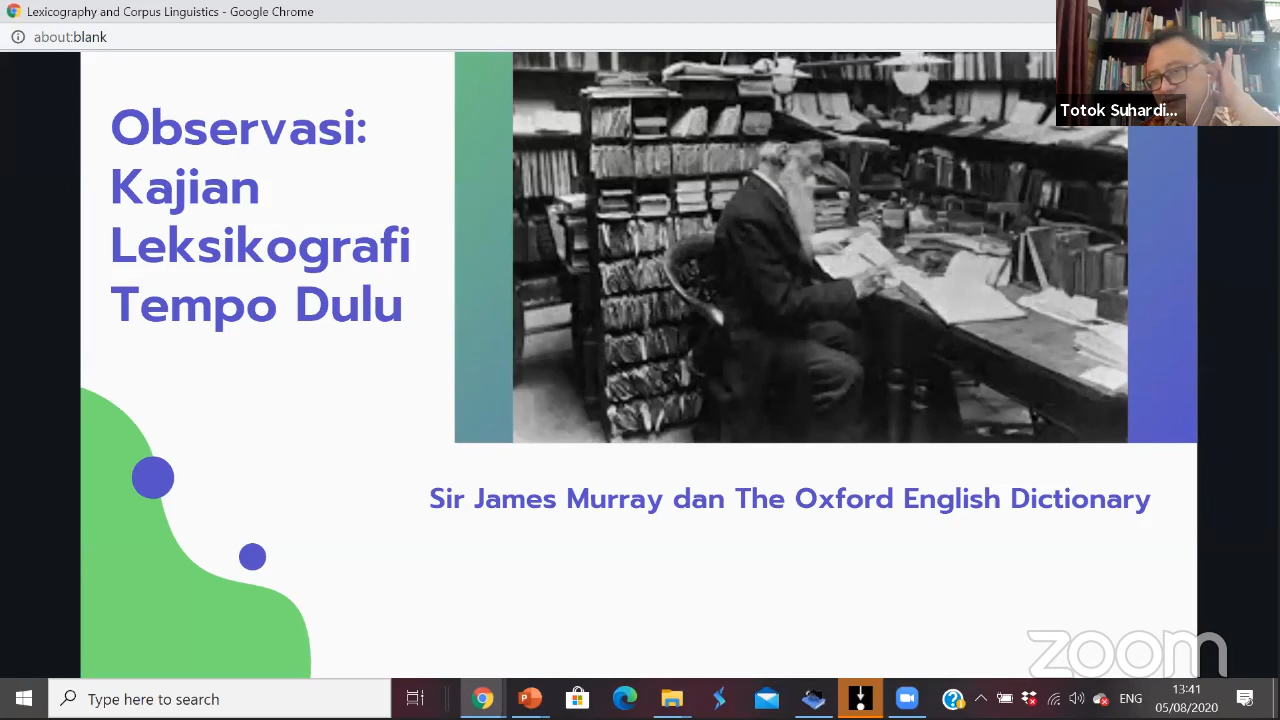 Lexicography and Corpus Linguistics - Google Chrome
about:blank
Totok Suhardi...
Observasi:
Kajian
Leksikografi
Tempo Dulu
Sir James Murray dan The Oxford English Dictionary
zoom
Type here to search
ENG
13:41
05/08/2020